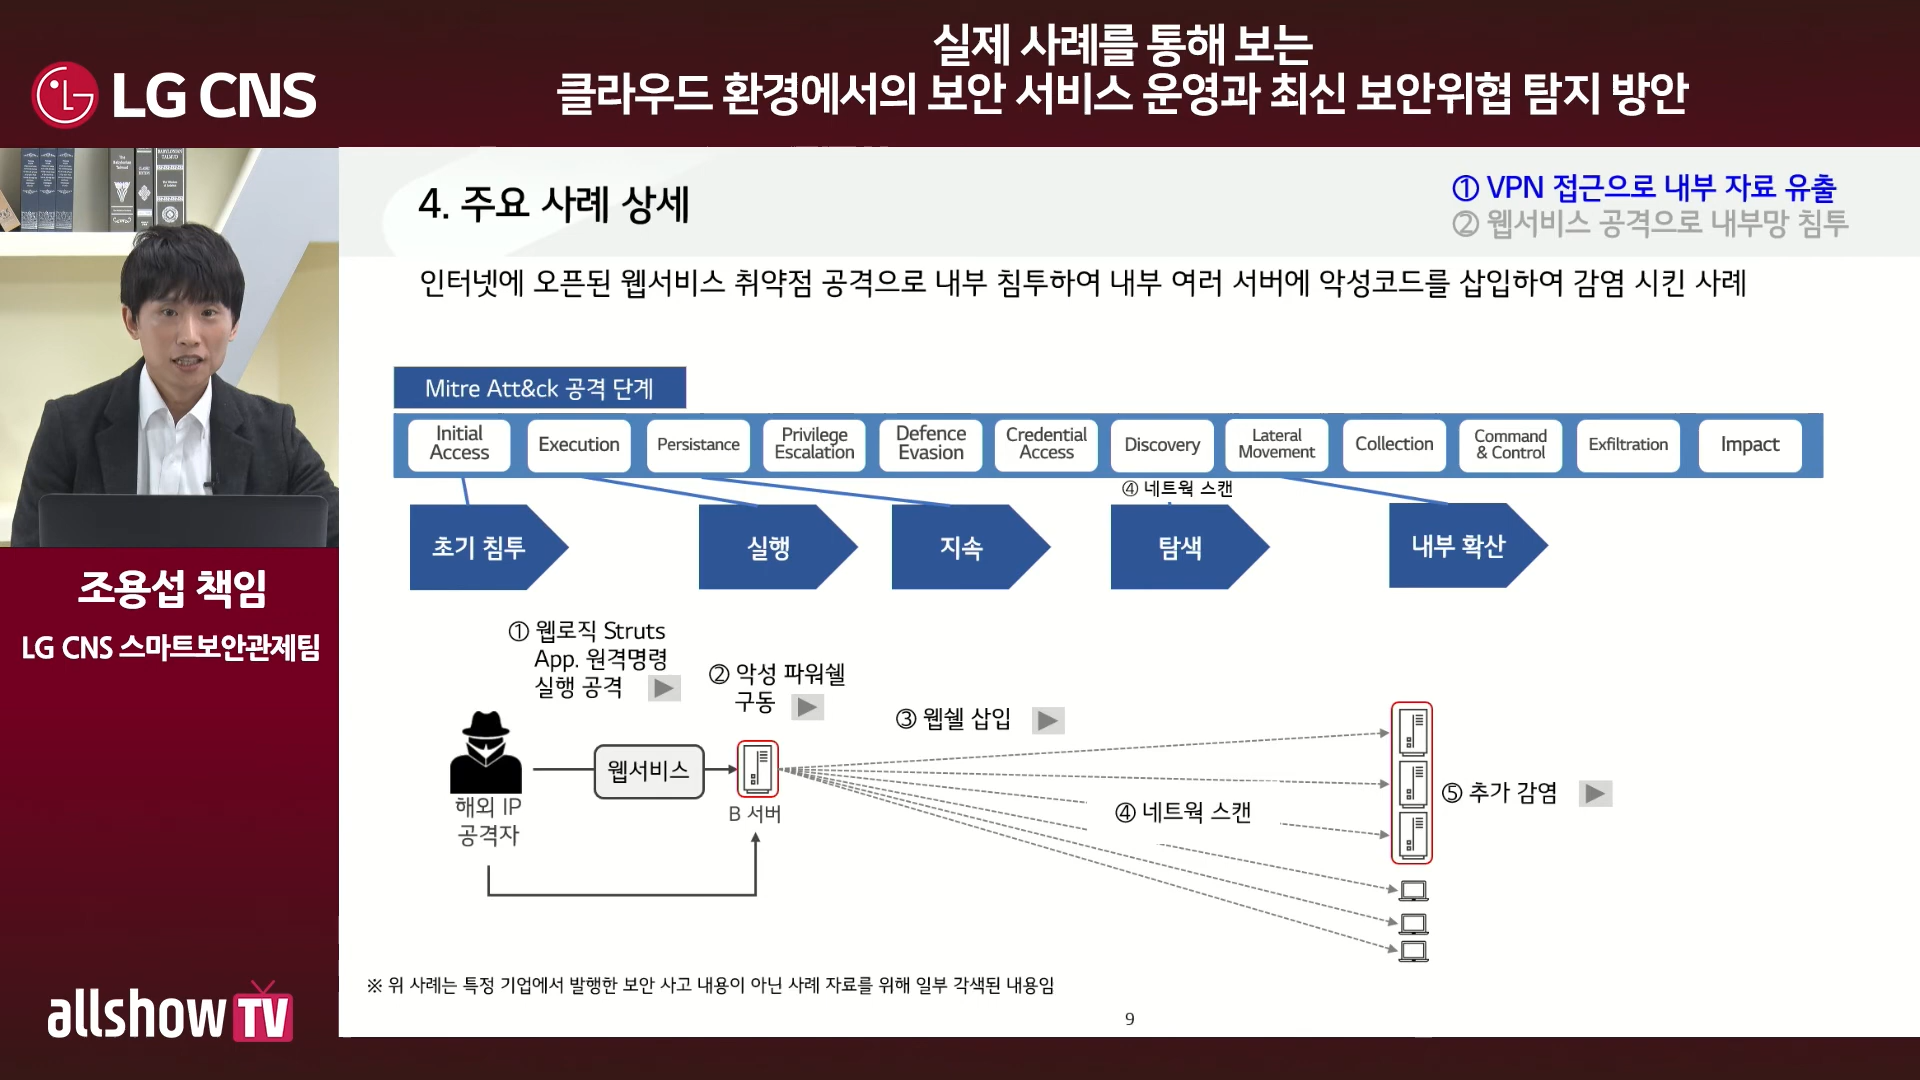 실제 사례를 통해 보는
클라우드 환경에서의 보안 서비스 운영과 최신 보안위협 탐지 방안
LG CNS
4. 주요 사례 상세
① VPN 접근으로 내부 자료 유출
② 웹서비스 공격으로 내부망 침투
인터넷에 오픈된 웹서비스 취약점 공격으로 내부 침투하여 내부 여러 서버에 악성코드를 삽입하여 감염 시킨 사례
Mitre Att&ck 공격 단계
Initial
Access
Execution
Persistance
Privilege
Escalation
Defence
Evasion
Credential
Access
Discovery
Lateral
Movement
Collection
Command
& Control
Exfiltration
Impact
④ 네트웍 스캔
초기 침투
실행
지속
탐색
내부 확산
① 웹로직 Struts
App. 원격명령
실행 공격
② 악성 파워쉘
구동
③ 웹쉘 삽입
웹서비스
해외 IP
공격자
B 서버
④ 네트웍 스캔
⑤ 추가 감염
※ 위 사례는 특정 기업에서 발행한 보안 사고 내용이 아닌 사례 자료를 위해 일부 각색된 내용임
9
조용섭 책임
LG CNS 스마트보안관제팀
allshow TV